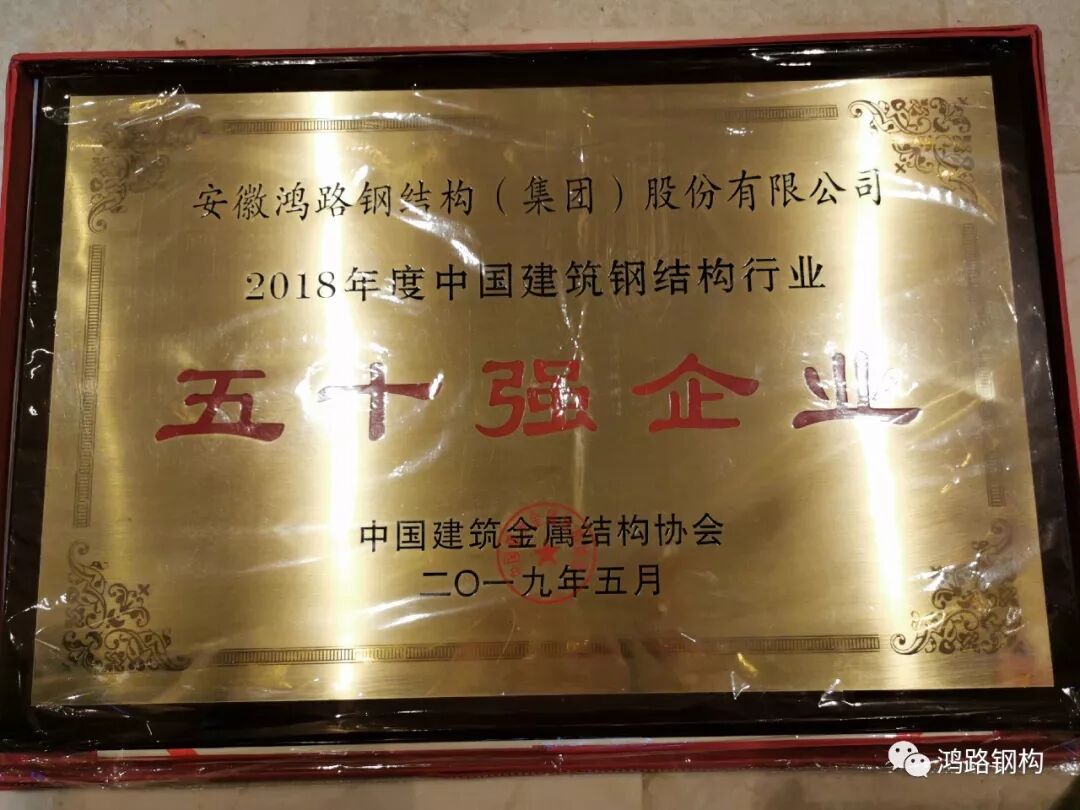 安徽鸿路钢结构（集团）股份有限公司
2018年度中国建筑钢结构行业
五十强企业
中国建筑金属结构协会
二〇一九年五月
鸿路钢构